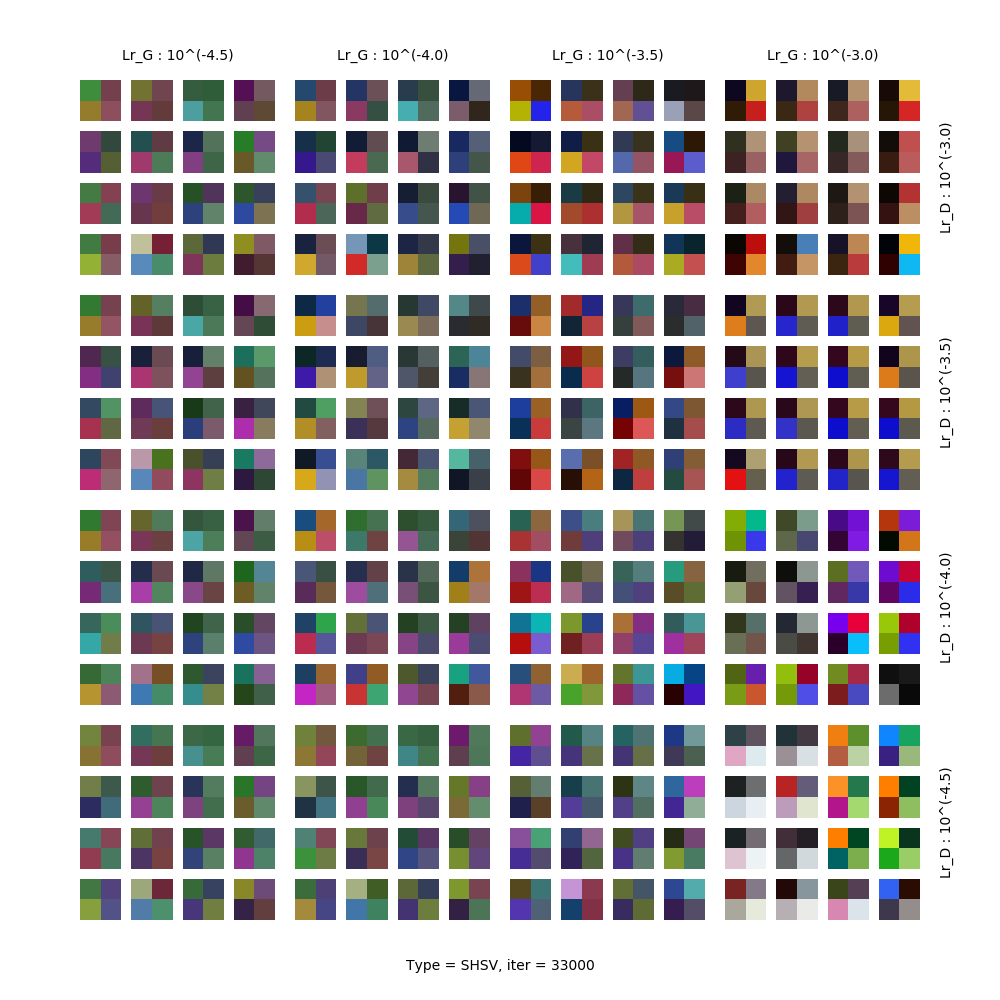 Lr_G : 10^(-4.5)
Lr_G : 10^(-4.0)
Lr_G : 10^(-3.5)
Lr_G : 10^(-3.0)
Lr_D : 10^(-3.0)
Lr_D : 10^(-3.5)
Lr_D : 10^(-4.0)
Lr_D : 10^(-4.5)
Type = SHSV, iter = 33000